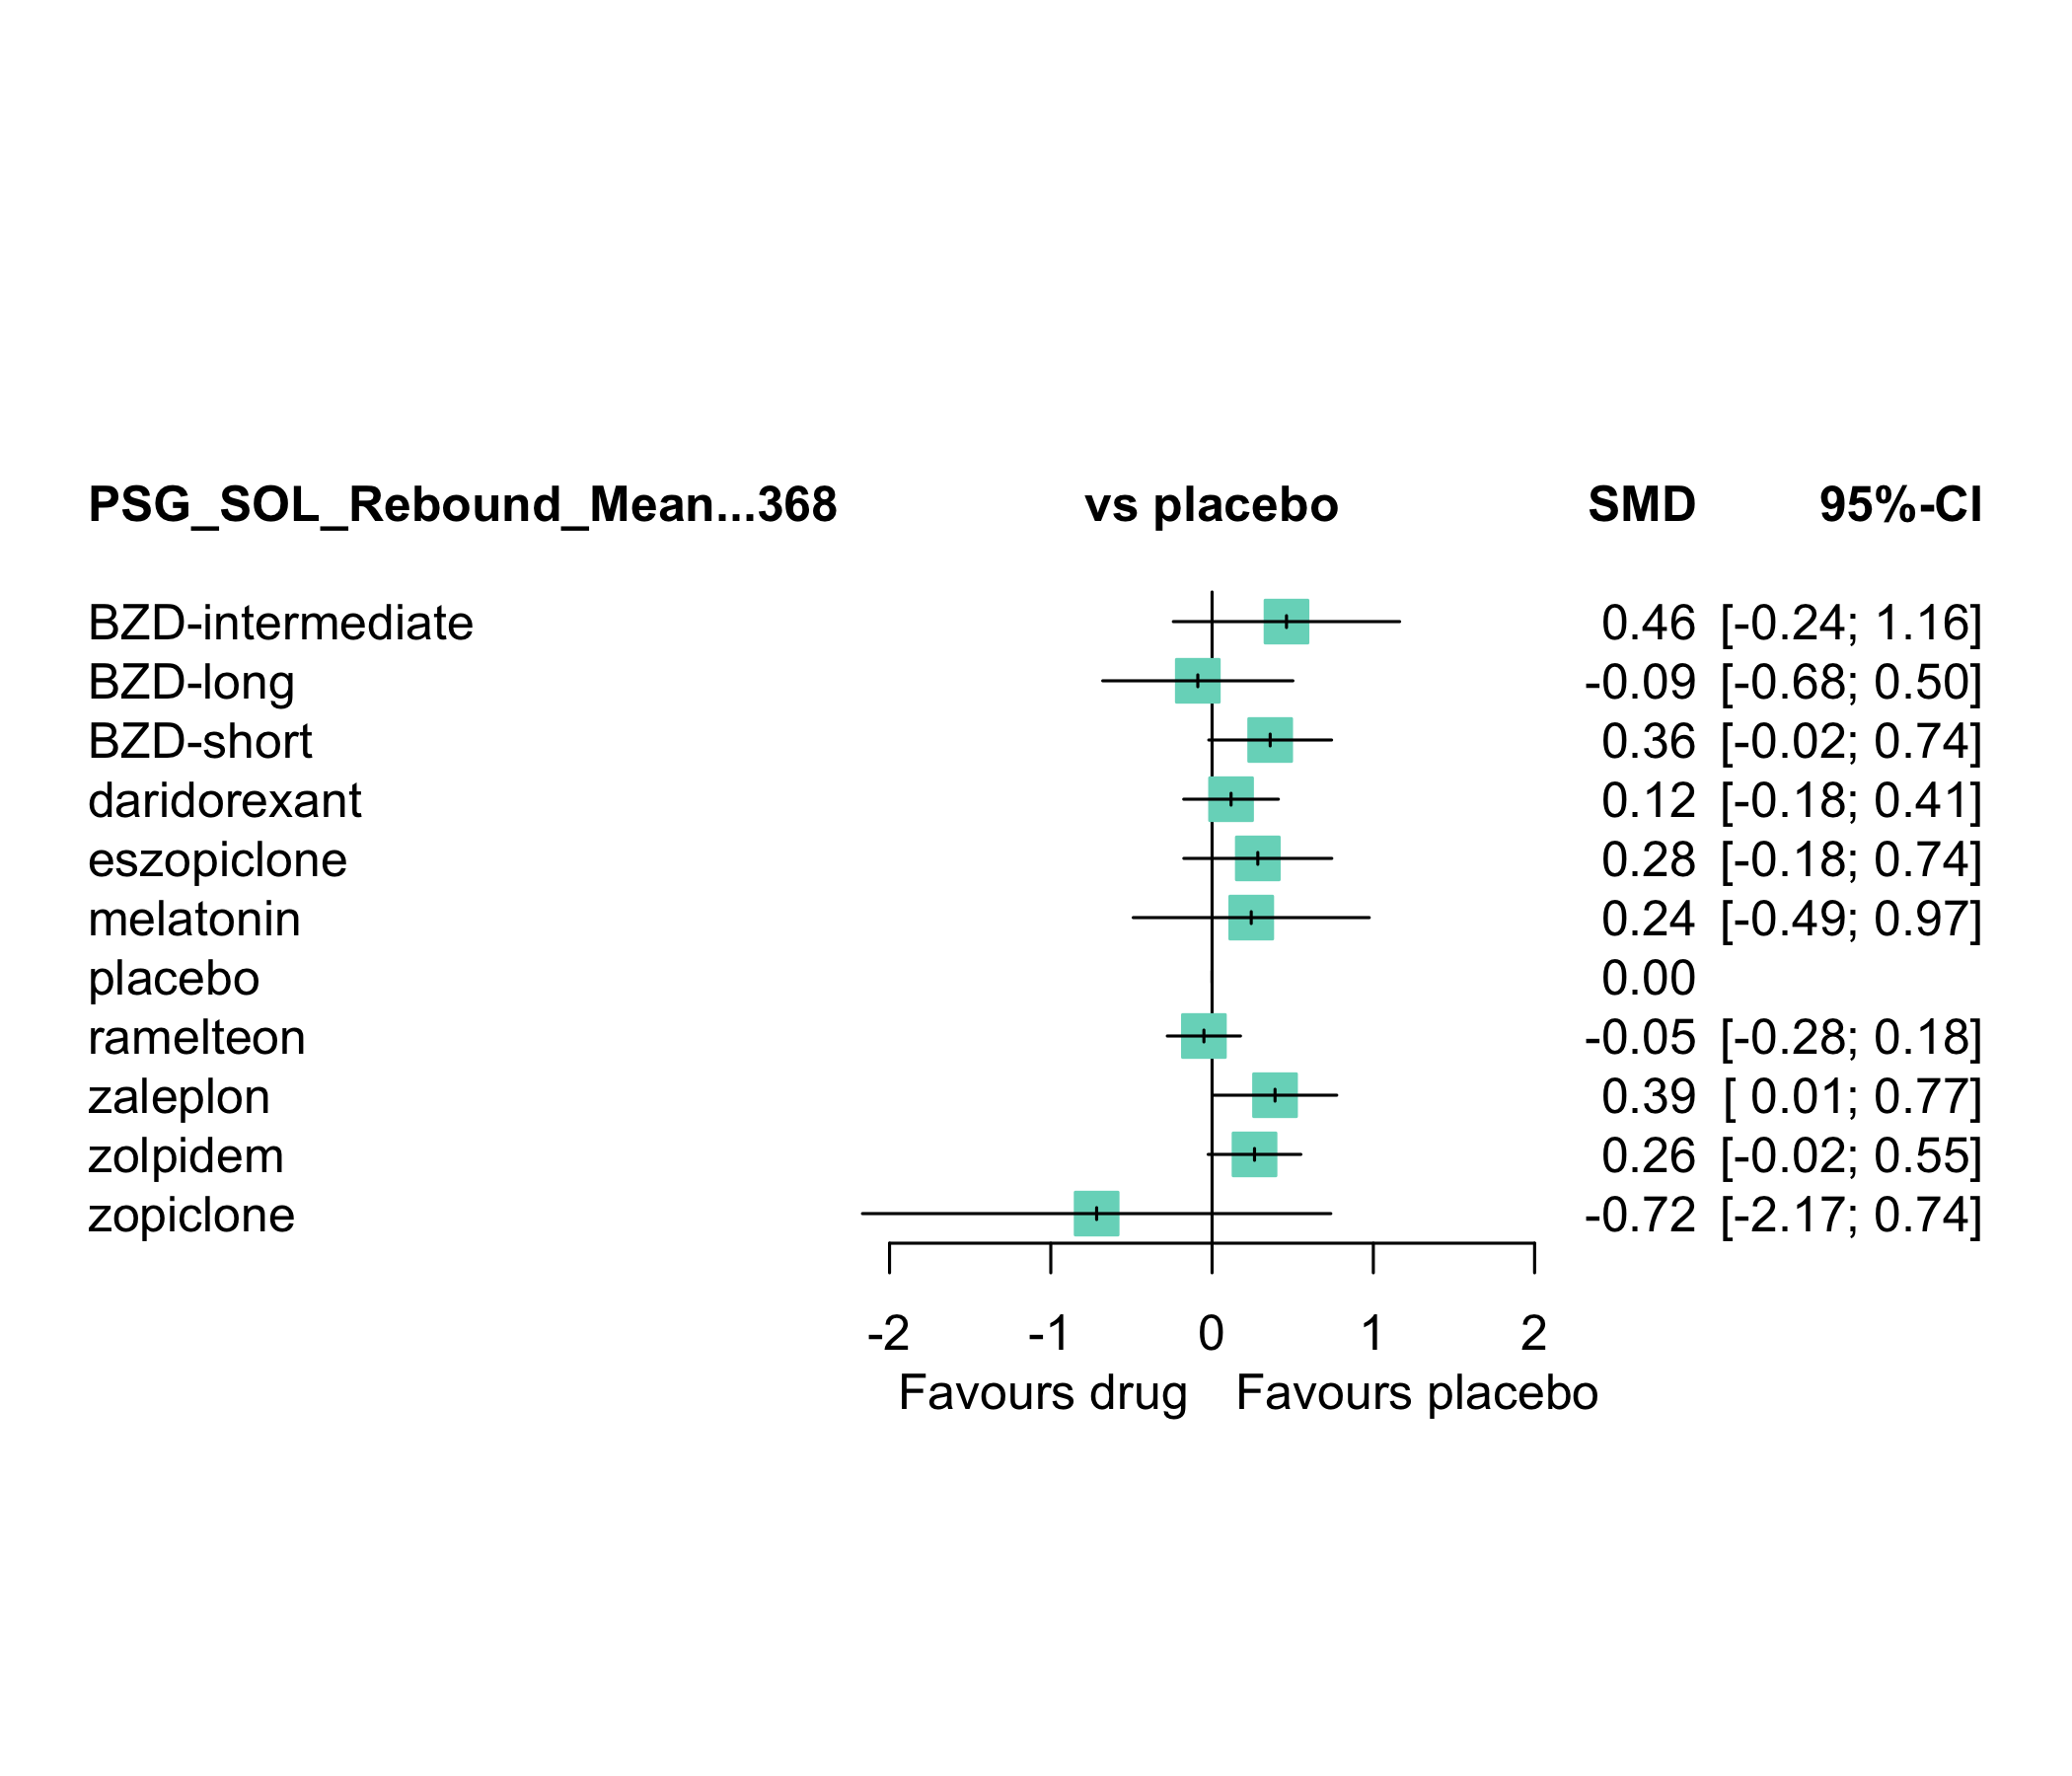 PSG_SOL_Rebound_Mean...368 vs placebo SMD 95%-CI
BZD-intermediate 0.46 [-0.24; 1.16]
BZD-long -0.09 [-0.68; 0.50]
BZD-short 0.36 [-0.02; 0.74]
daridorexant 0.12 [-0.18; 0.41]
eszopiclone 0.28 [-0.18; 0.74]
melatonin 0.24 [-0.49; 0.97]
placebo 0.00
ramelteon -0.05 [-0.28; 0.18]
zaleplon 0.39 [ 0.01; 0.77]
zolpidem 0.26 [-0.02; 0.55]
zopiclone -0.72 [-2.17; 0.74]
-2 -1 0 1 2
Favours drug Favours placebo